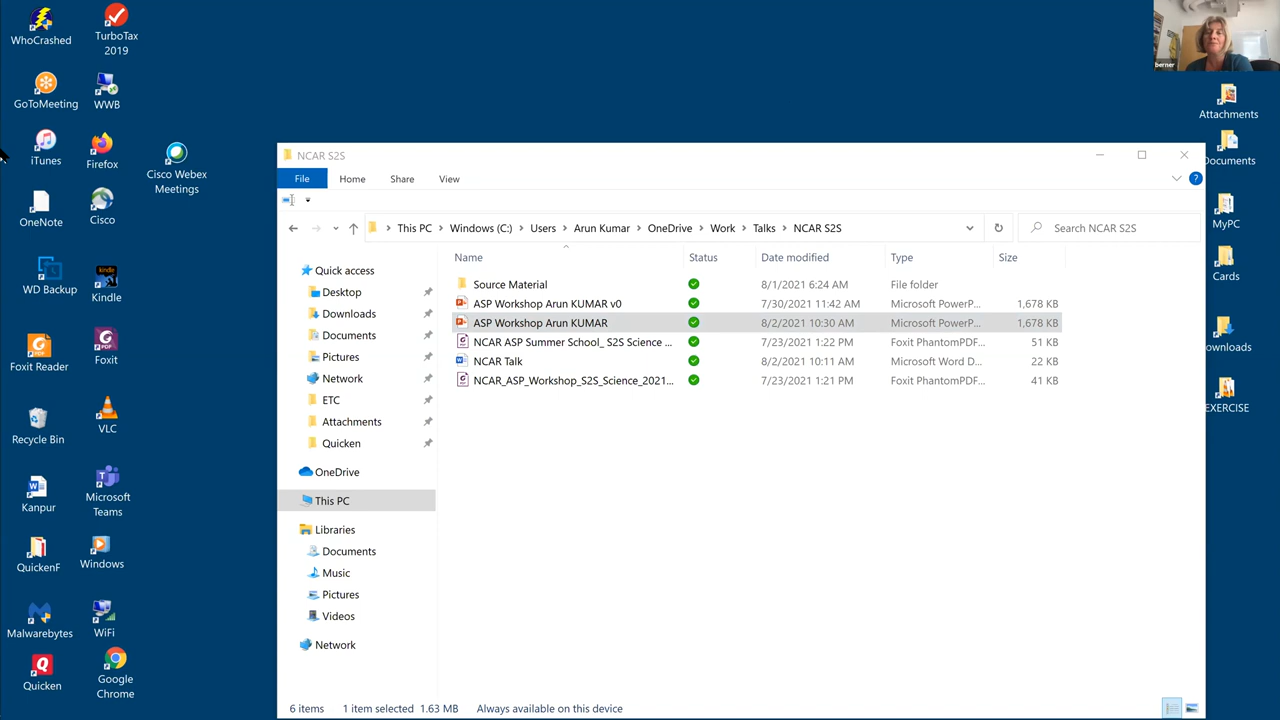 WhoCrashed
TurboTax
2019
GoToMeeting
WWB
iTunes
Firefox
Cisco Webex
Meetings
OneNote
Cisco
WD Backup
Kindle
Foxit Reader
Foxit
Recycle Bin
VLC
Kanpur
Microsoft
Teams
QuickenF
Windows
Malwarebytes
WiFi
Quicken
Google
Chrome
NCAR S2S
File Home Share View
This PC > Windows (C:) > Users > Arun Kumar > OneDrive > Work > Talks > NCAR S2S
Search NCAR S2S
Name Status Date modified Type Size
Source Material 8/1/2021 6:24 AM File folder
ASP Workshop Arun KUMAR v0 7/30/2021 11:42 AM Microsoft PowerP... 1,678 KB
ASP Workshop Arun KUMAR 8/2/2021 10:30 AM Microsoft PowerP... 1,678 KB
NCAR ASP Summer School_ S2S Science ... 7/23/2021 1:22 PM Foxit PhantomPDF... 51 KB
NCAR Talk 8/2/2021 10:11 AM Microsoft Word D... 22 KB
NCAR_ASP_Workshop_S2S_Science_2021... 7/23/2021 1:21 PM Foxit PhantomPDF... 41 KB
Quick access
Desktop
Downloads
Documents
Pictures
Network
ETC
Attachments
Quicken
OneDrive
This PC
Libraries
Documents
Music
Pictures
Videos
Network
6 items 1 item selected 1.63 MB Always available on this device
berner
Attachments
Documents
MyPC
Cards
ownloads
EXERCISE